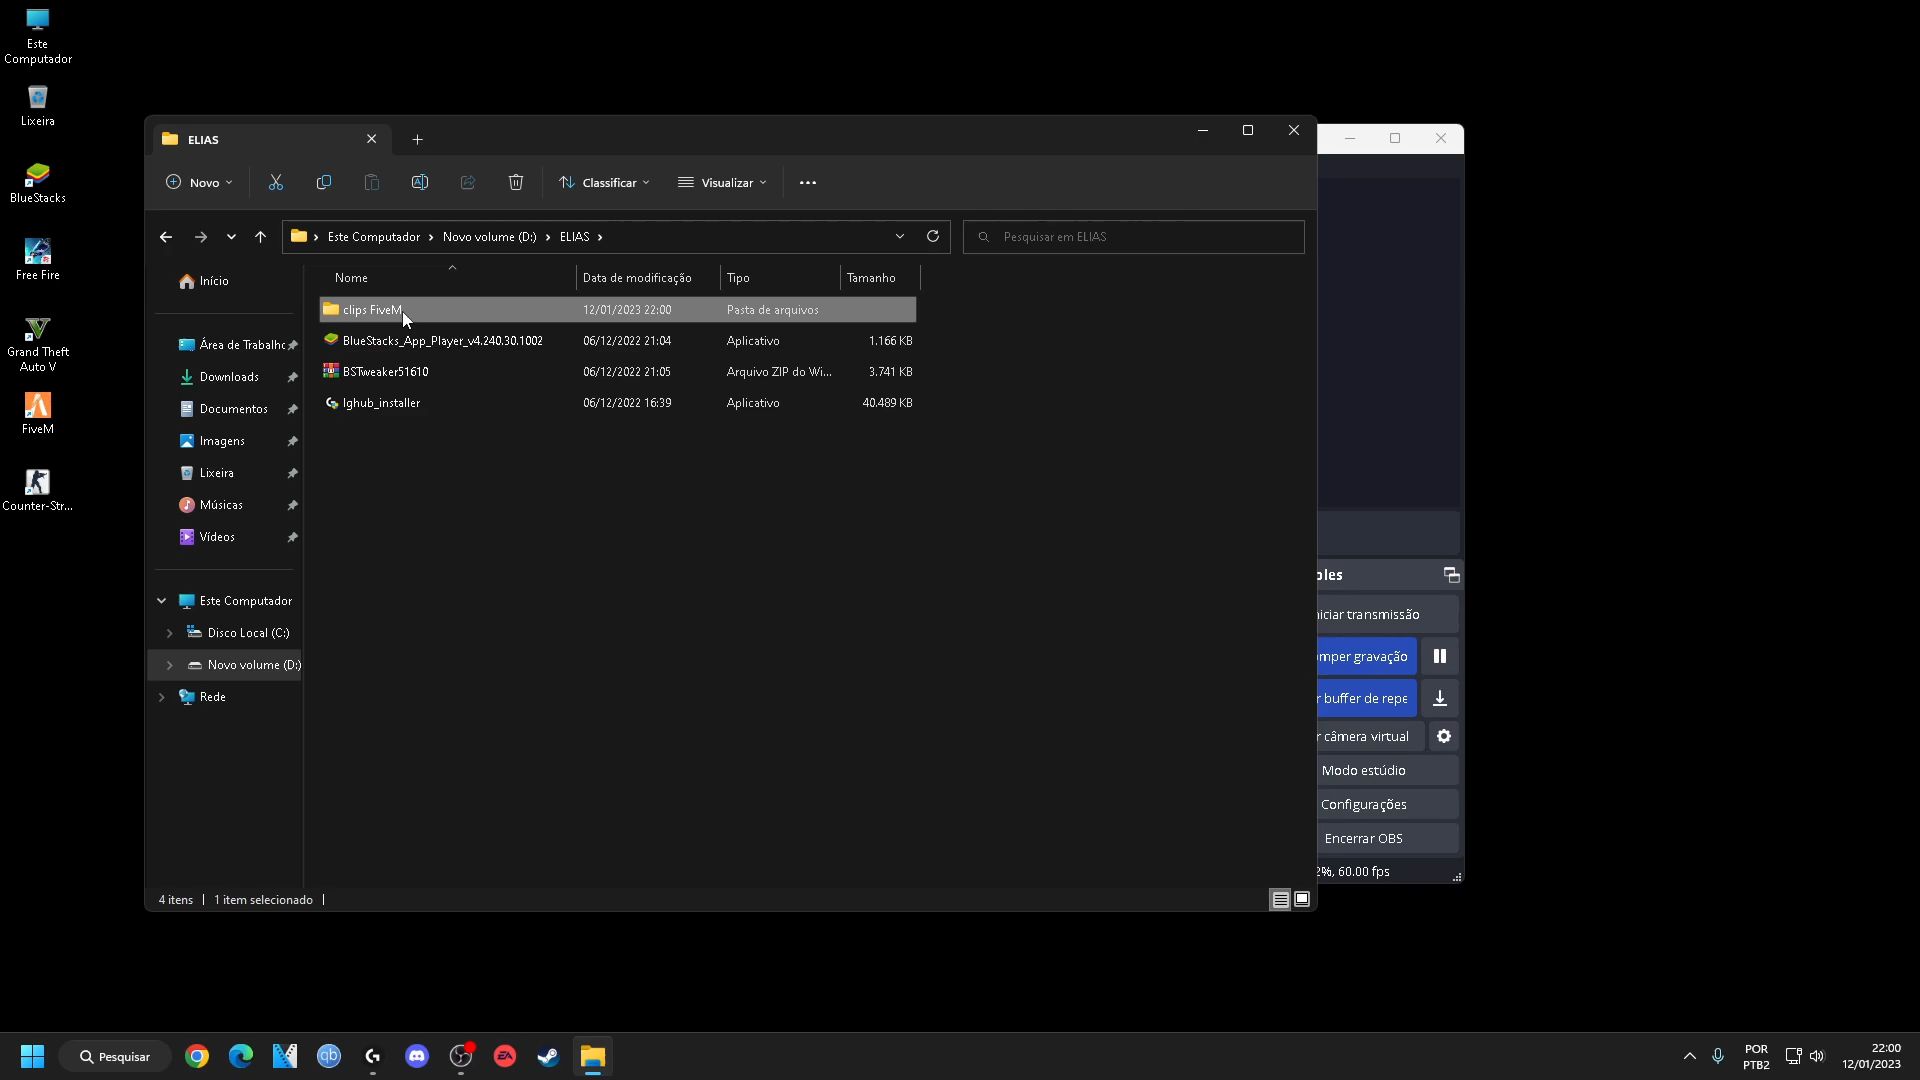 Este
Computador
Lixeira
BlueStacks
Free Fire
Grand Theft
Auto V
FiveM
Counter-Str...
ELIAS
Novo
Classificar
Visualizar
Este Computador
Novo volume (D:)
ELIAS
Pesquisar em ELIAS
Início
Área de Trabalho
Downloads
Documentos
Imagens
Lixeira
Músicas
Vídeos
Este Computador
Disco Local (C:)
Novo volume (D:)
Rede
Nome Data de modificação Tipo Tamanho
clips FiveM 12/01/2023 22:00 Pasta de arquivos
BlueStacks_App_Player_v4.240.30.1002 06/12/2022 21:04 Aplicativo 1.166 KB
BSTweaker51610 06/12/2022 21:05 Arquivo ZIP do Wi... 3.741 KB
lghub_installer 06/12/2022 16:39 Aplicativo 40.489 KB
4 itens
1 item selecionado
oles
niciar transmissão
omper gravação
r buffer de repe
r câmera virtual
Modo estúdio
Configurações
Encerrar OBS
2%, 60.00 fps
Pesquisar
POR
PTB2
22:00
12/01/2023